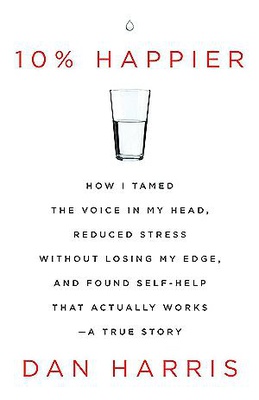 10% HAPPIER
HOW I TAMED
THE VOICE IN MY HEAD,
REDUCED STRESS
WITHOUT LOSING MY EDGE,
AND FOUND SELF-HELP
THAT ACTUALLY WORKS
—A TRUE STORY
DAN HARRIS